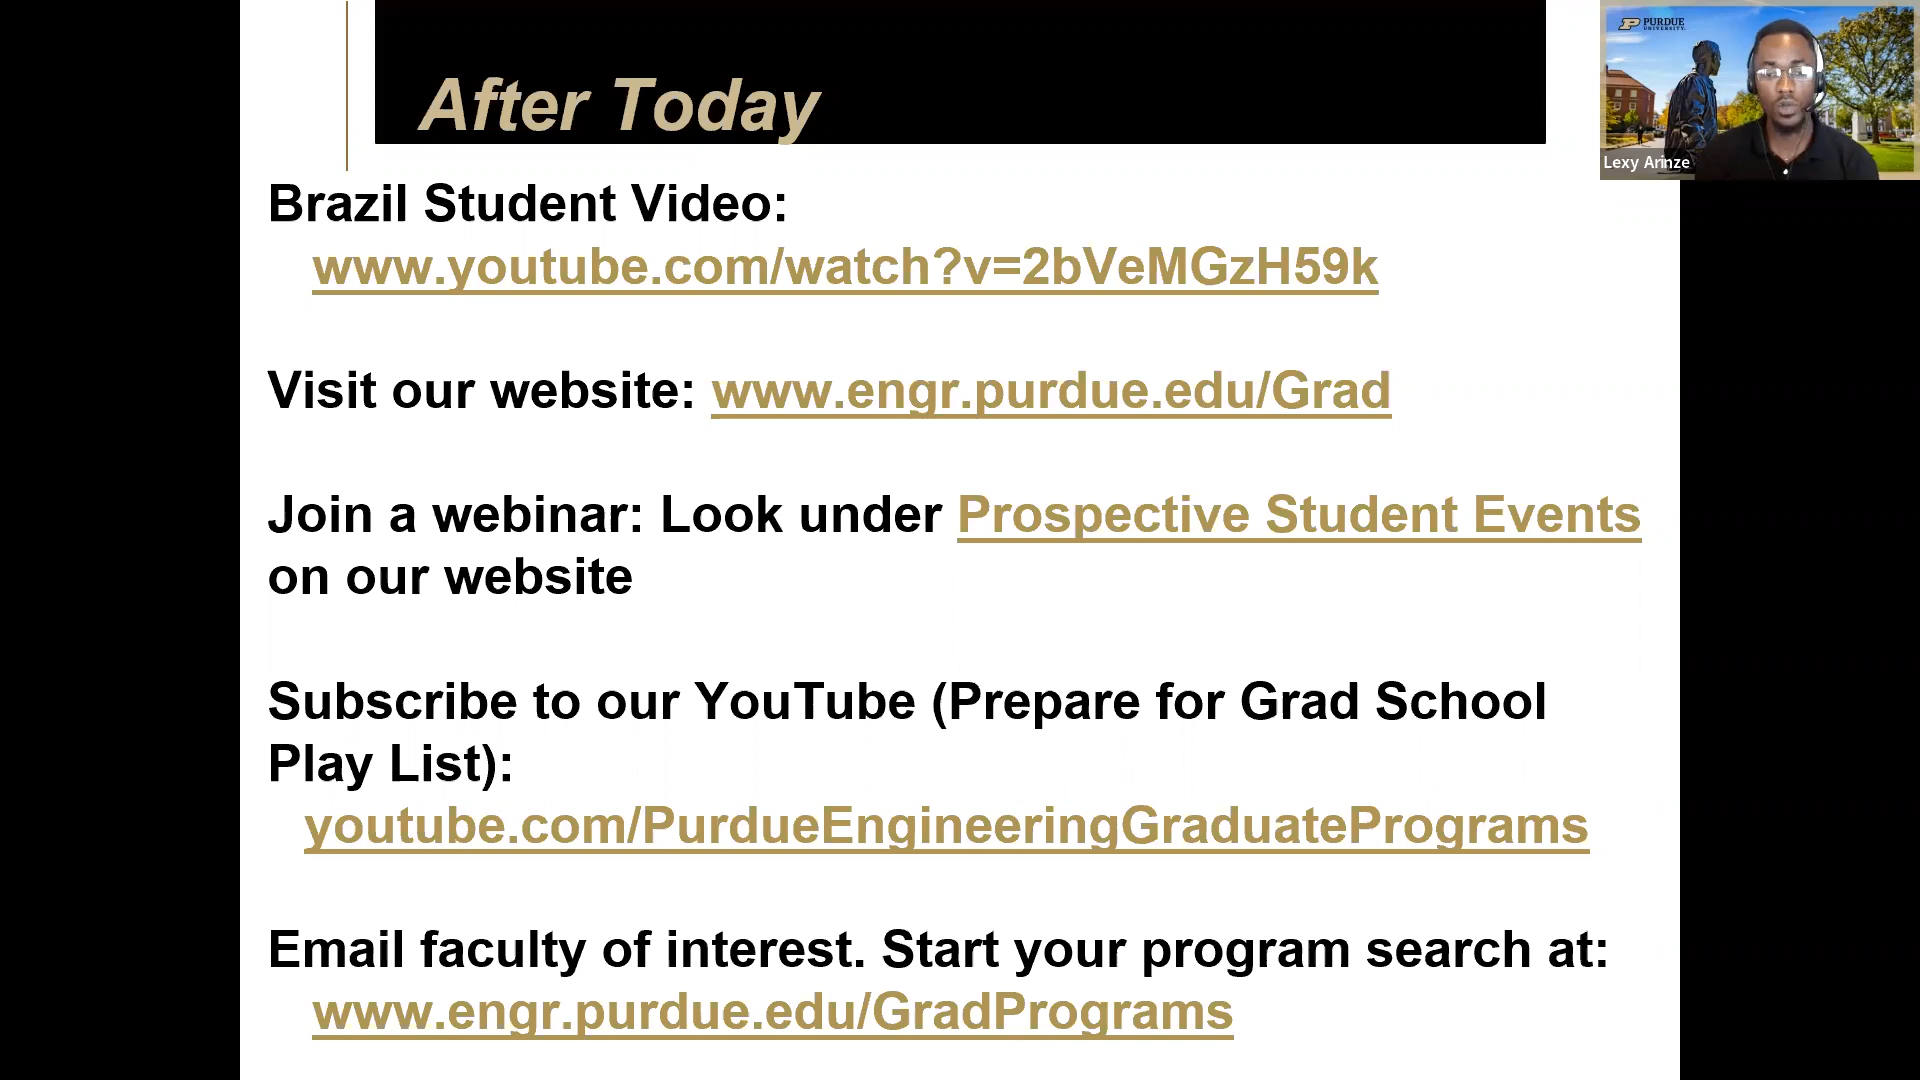 After Today
PURDUE
UNIVERSITY
Lexy Arinze
Brazil Student Video:
www.youtube.com/watch?v=2bVeMGzH59k
Visit our website: www.engr.purdue.edu/Grad
Join a webinar: Look under Prospective Student Events
on our website
Subscribe to our YouTube (Prepare for Grad School
Play List):
youtube.com/PurdueEngineeringGraduatePrograms
Email faculty of interest. Start your program search at:
www.engr.purdue.edu/GradPrograms